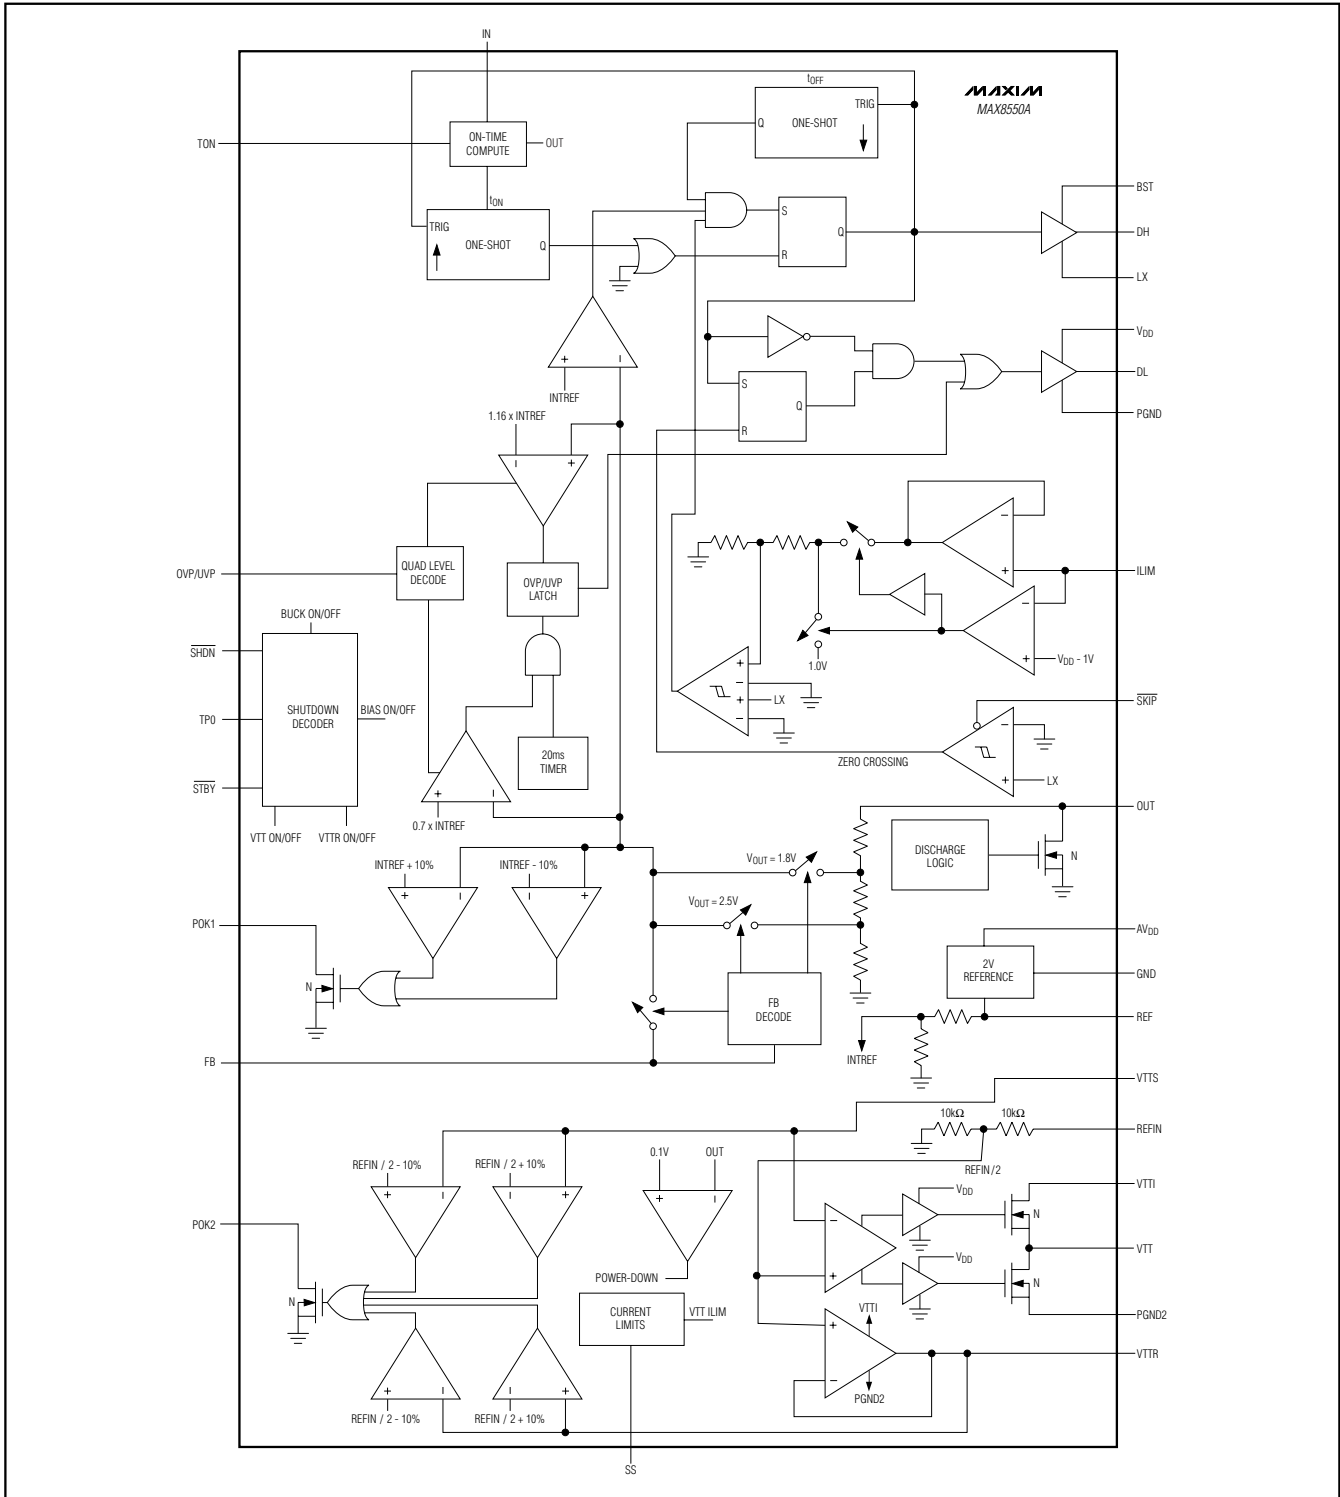 IN
tOFF
MAXIM
MAX8550A
TRIG
Q
ONE-SHOT
TON
ON-TIME
COMPUTE
OUT
tON
TRIG
ONE-SHOT
Q
S
Q
R
BST
DH
LX
+
−
INTREF
S
Q
R
VDD
DL
PGND
1.16 x INTREF
−
+
OVP/UVP
QUAD LEVEL
DECODE
OVP/UVP
LATCH
−
+
ILIM
−
+
VDD - 1V
1.0V
BUCK ON/OFF
SHDN
TP0
STBY
SHUTDOWN
DECODER
BIAS ON/OFF
VTT ON/OFF
VTTR ON/OFF
+
−
+
−
LX
SKIP
−
+
LX
ZERO CROSSING
20ms
TIMER
+
−
0.7 x INTREF
OUT
DISCHARGE
LOGIC
N
INTREF + 10%
INTREF - 10%
+
−
−
+
VOUT = 1.8V
VOUT = 2.5V
POK1
N
FB
DECODE
AVDD
2V
REFERENCE
GND
REF
INTREF
FB
VTTS
10kΩ
10kΩ
REFIN
REFIN/2
REFIN / 2 - 10%
REFIN / 2 + 10%
+
−
−
+
0.1V
OUT
+
−
POWER-DOWN
VDD
VTTI
N
−
+
VTT
VDD
N
PGND2
POK2
N
CURRENT
LIMITS
VTT ILIM
VTTI
+
−
PGND2
VTTR
+
−
−
+
REFIN / 2 - 10%
REFIN / 2 + 10%
SS